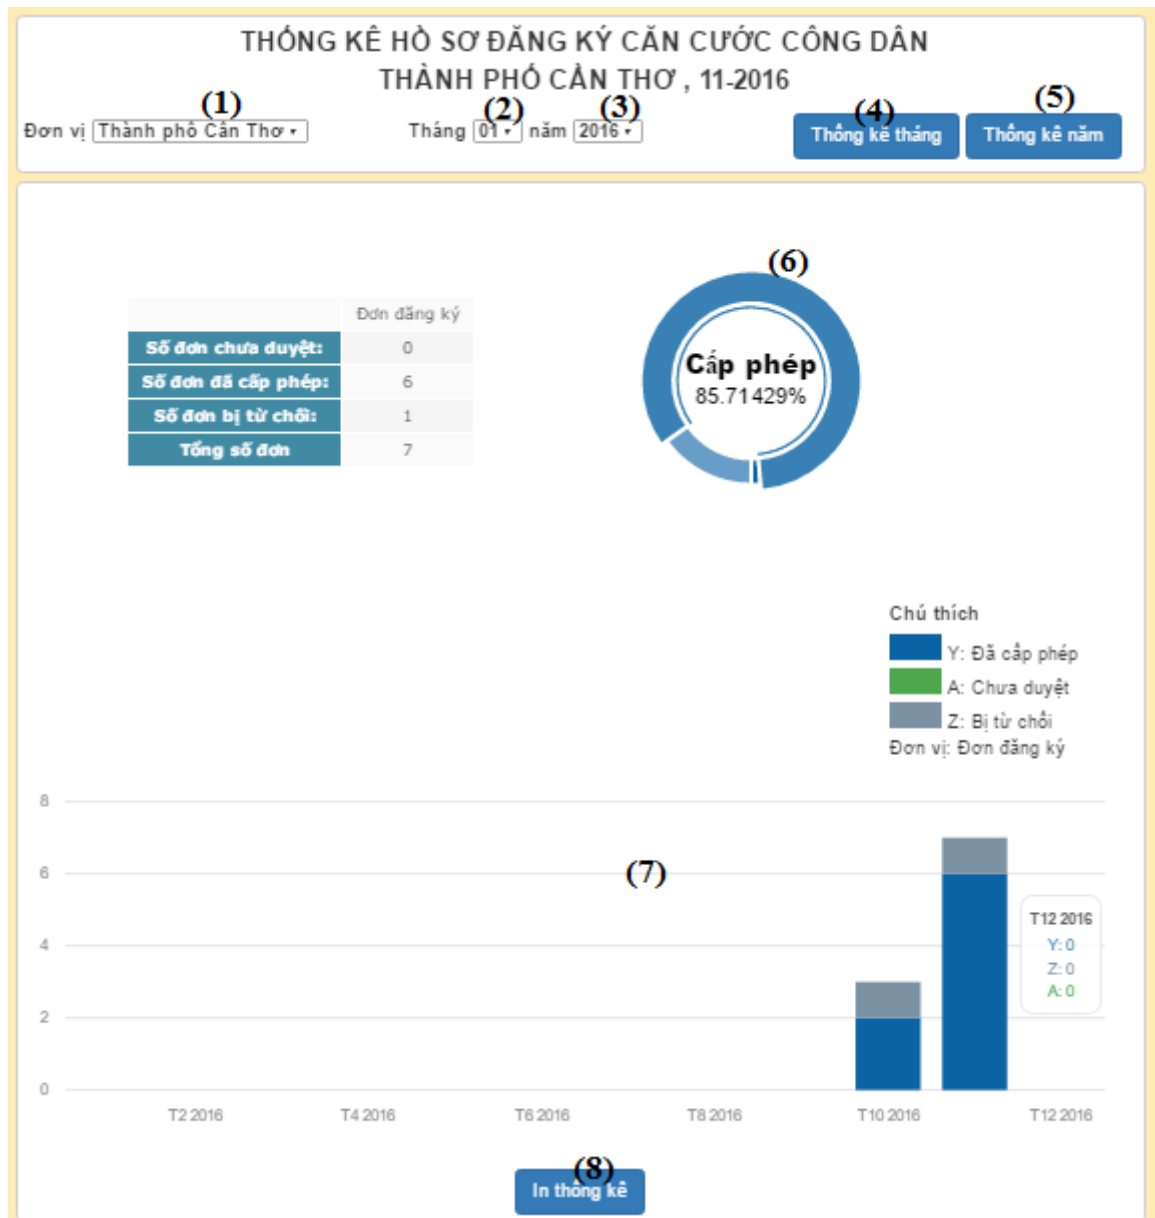 THỐNG KÊ HỒ SƠ ĐĂNG KÝ CĂN CƯỚC CÔNG DÂN
THÀNH PHỐ CẦN THƠ , 11-2016
(1) (2) (3) (4) (5)
Đơn vị Thành phố Cần Thơ Tháng 01 năm 2016 Thống kê tháng Thống kê năm
(6)
Đơn đăng ký
Số đơn chưa duyệt: 0
Số đơn đã cấp phép: 6
Số đơn bị từ chối: 1
Tổng số đơn 7
Cấp phép
85.71429%
Chú thích
Y: Đã cấp phép
A: Chưa duyệt
Z: Bị từ chối
Đơn vị: Đơn đăng ký
8
6
4
2
0
(7)
T12 2016
Y: 0
Z: 0
A: 0
T2 2016 T4 2016 T6 2016 T8 2016 T10 2016 T12 2016
(8)
In thống kê